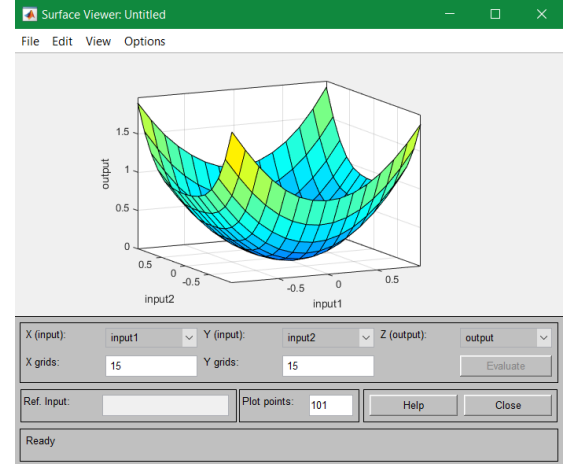 Surface Viewer: Untitled
File Edit View Options
1.5
1
0.5
0
output
0.5
0
-0.5
input2
-0.5
0
0.5
input1
X (input): input1 Y (input): input2 Z (output): output
X grids: 15 Y grids: 15 Evaluate
Ref. Input: Plot points: 101 Help Close
Ready